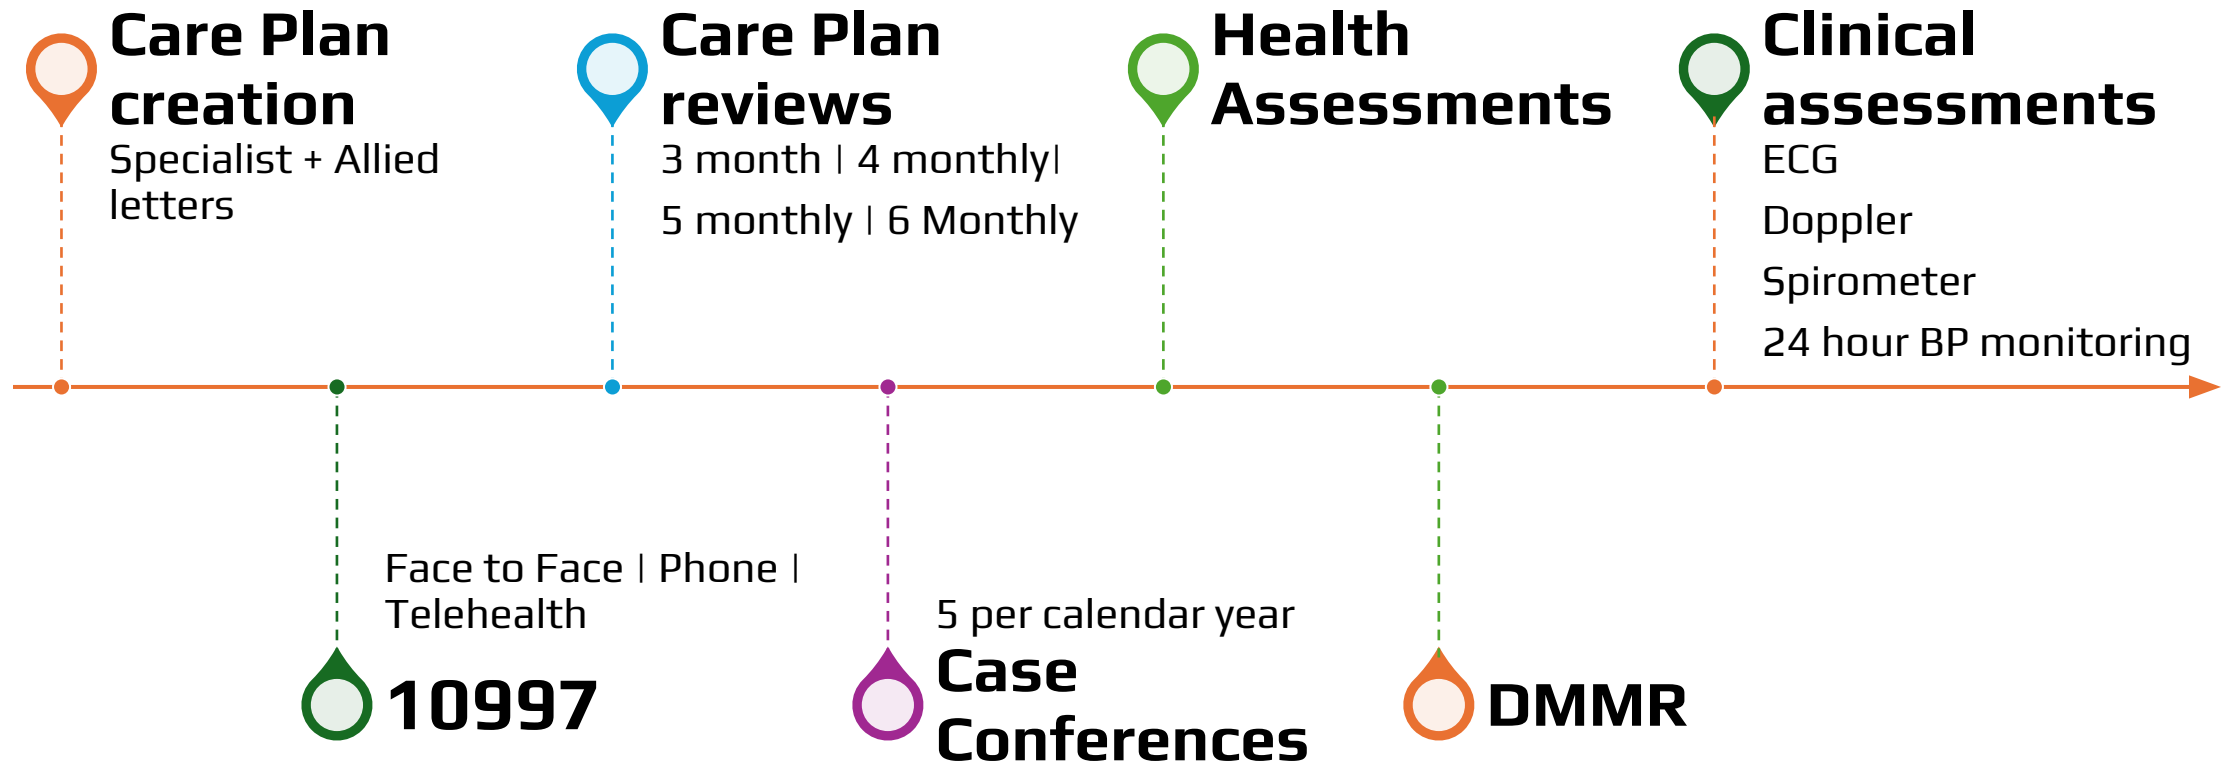 Care Plan
creation
Specialist + Allied
letters
Care Plan
reviews
3 month | 4 monthly|
5 monthly | 6 Monthly
Health
Assessments
Clinical
assessments
ECG
Doppler
Spirometer
24 hour BP monitoring
Face to Face | Phone |
Telehealth
10997
5 per calendar year
Case
Conferences
DMMR